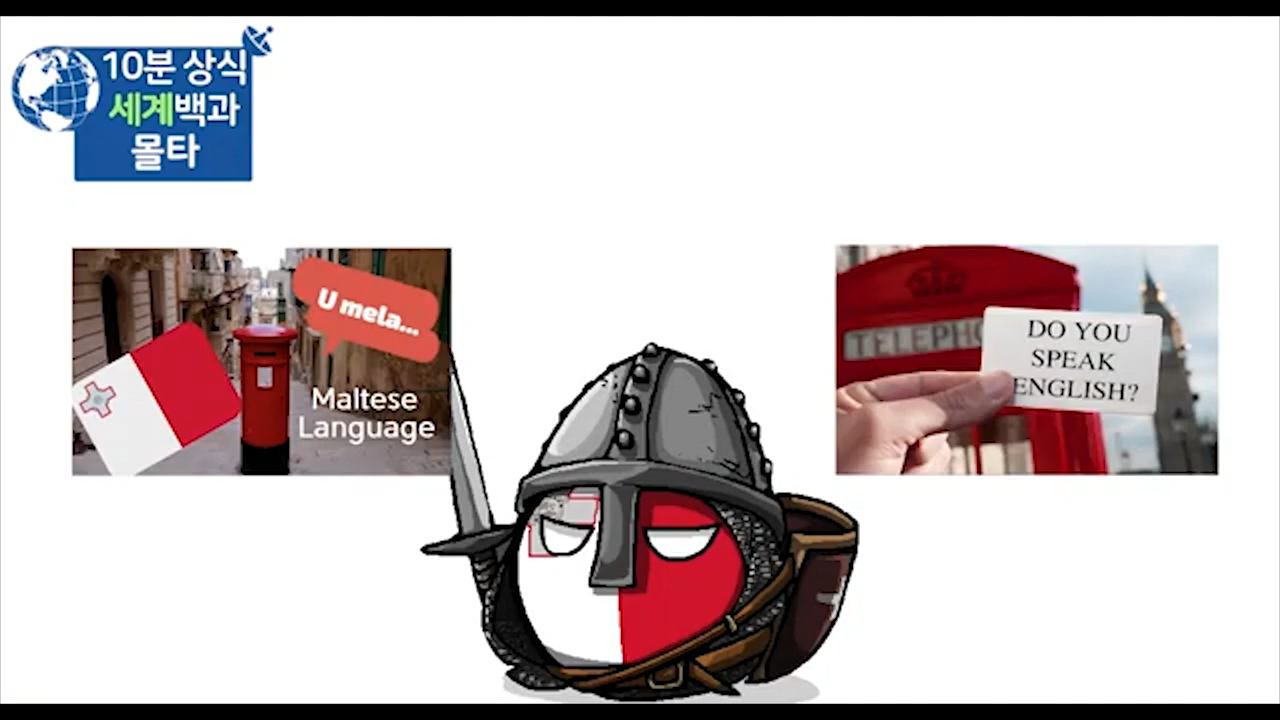 10분 상식
세계백과
몰타
U mela...
Maltese
Language
TELEPHO
DO YOU
SPEAK
ENGLISH?